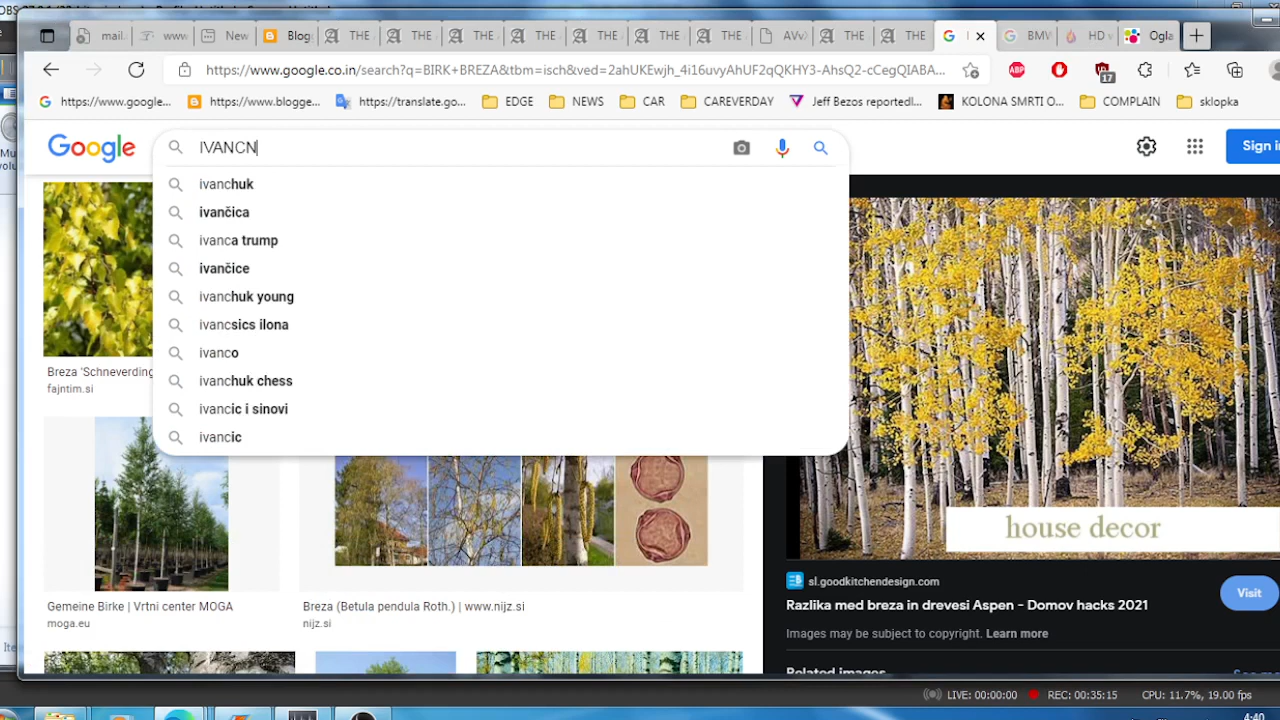 mail.
www
New
Blog
THE
THE
THE
THE
THE
THE
THE
AVv
THE
THE
BMV
HD v
Ogla
https://www.google.co.in/search?q=BIRK+BREZA&tbm=isch&ved=2ahUKEwjh_4i16uvyAhUF2qQKHY3-AhsQ2-cCegQIABA...
ABP
17
https://www.google...
https://www.blogge...
https://translate.go...
EDGE
NEWS
CAR
CAREVERDAY
Jeff Bezos reportedl...
KOLONA SMRTI O...
COMPLAIN
sklopka
Google
IVANCN
Sign i
ivanchuk
ivančica
ivanca trump
ivančice
ivanchuk young
ivancsics ilona
ivanco
ivanchuk chess
ivancic i sinovi
ivancic
Breza 'Schneverding
fajntim.si
Gemeine Birke | Vrtni center MOGA
moga.eu
Breza (Betula pendula Roth.) | www.nijz.si
nijz.si
house decor
sl.goodkitchendesign.com
Razlika med breza in drevesi Aspen - Domov hacks 2021
Visit
Images may be subject to copyright. Learn more
Related images
LIVE: 00:00:00
REC: 00:35:15
CPU: 11.7%, 19.00 fps
4:40